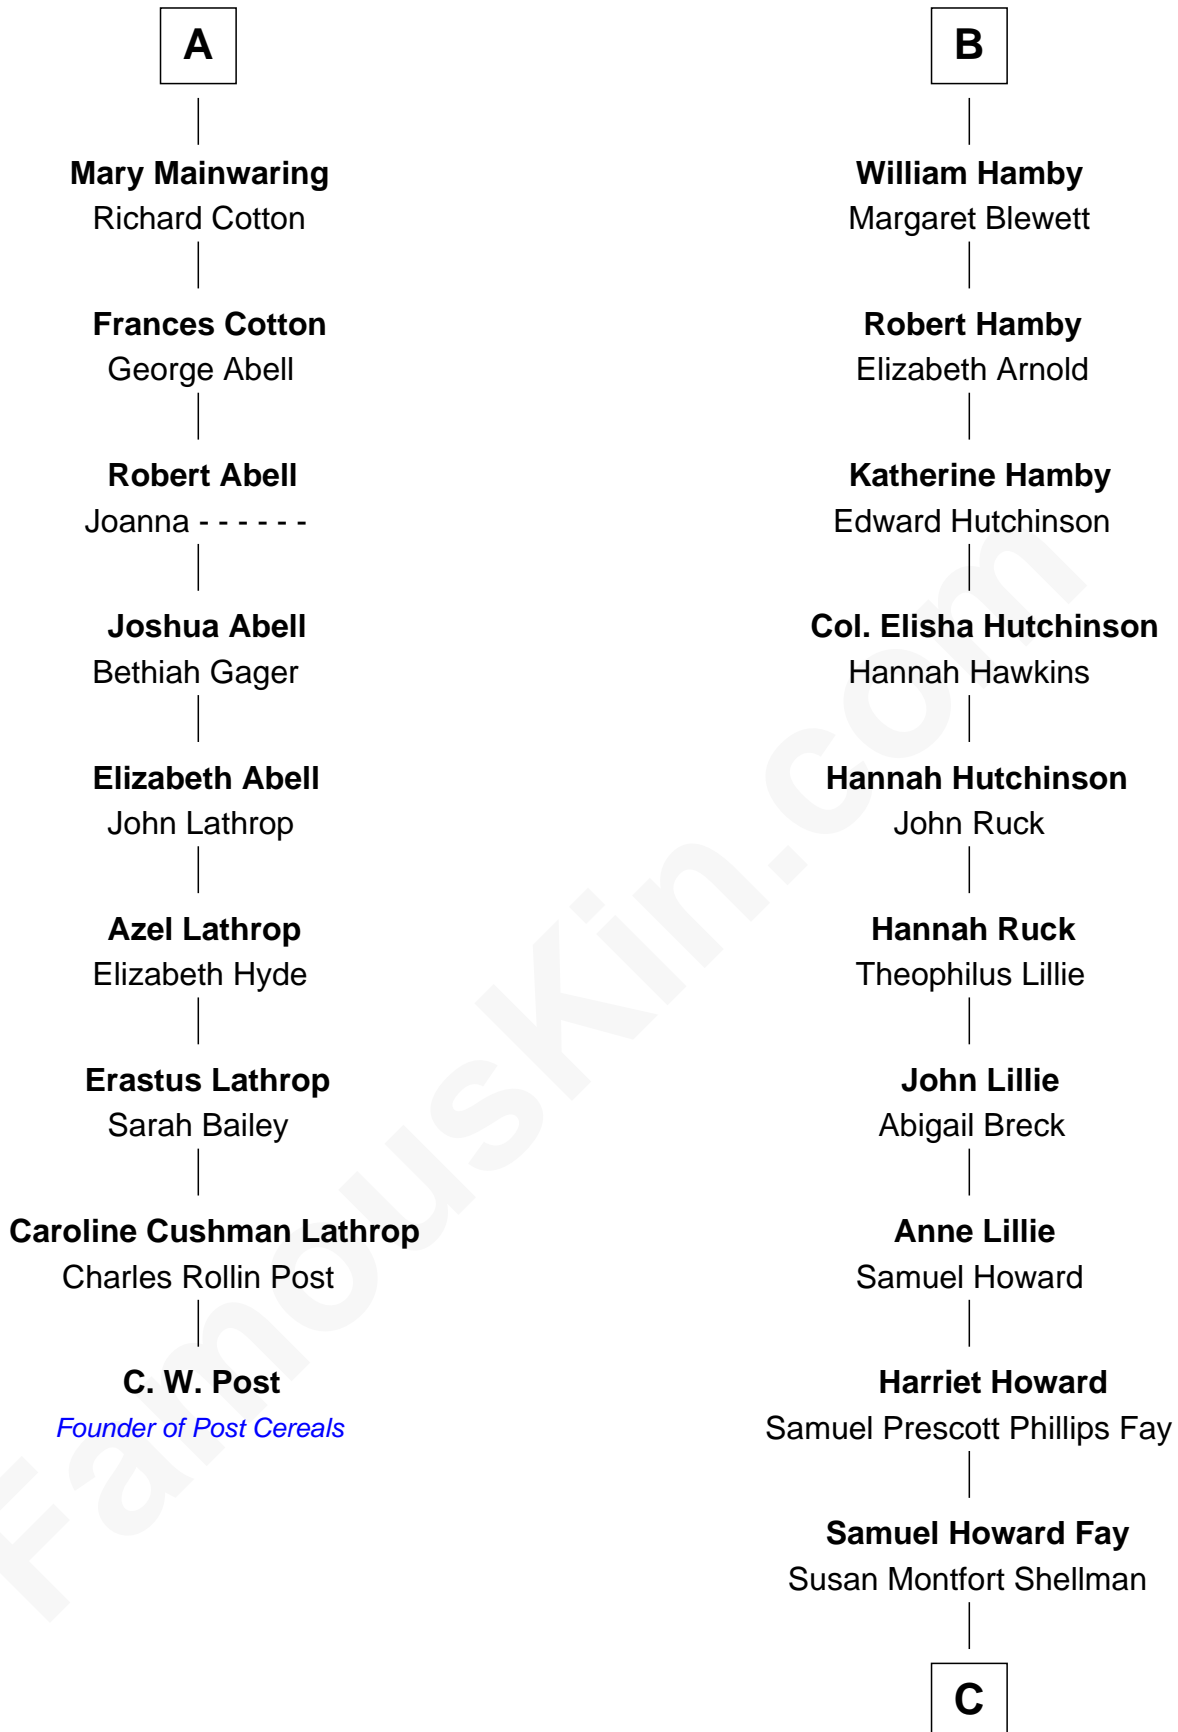 A
Mary Mainwaring
Richard Cotton
Frances Cotton
George Abell
Robert Abell
Joanna - - - - - -
Joshua Abell
Bethiah Gager
Elizabeth Abell
John Lathrop
Azel Lathrop
Elizabeth Hyde
Erastus Lathrop
Sarah Bailey
Caroline Cushman Lathrop
Charles Rollin Post
C. W. Post
Founder of Post Cereals
B
William Hamby
Margaret Blewett
Robert Hamby
Elizabeth Arnold
Katherine Hamby
Edward Hutchinson
Col. Elisha Hutchinson
Hannah Hawkins
Hannah Hutchinson
John Ruck
Hannah Ruck
Theophilus Lillie
John Lillie
Abigail Breck
Anne Lillie
Samuel Howard
Harriet Howard
Samuel Prescott Phillips Fay
Samuel Howard Fay
Susan Montfort Shellman
C
FamousKin.com